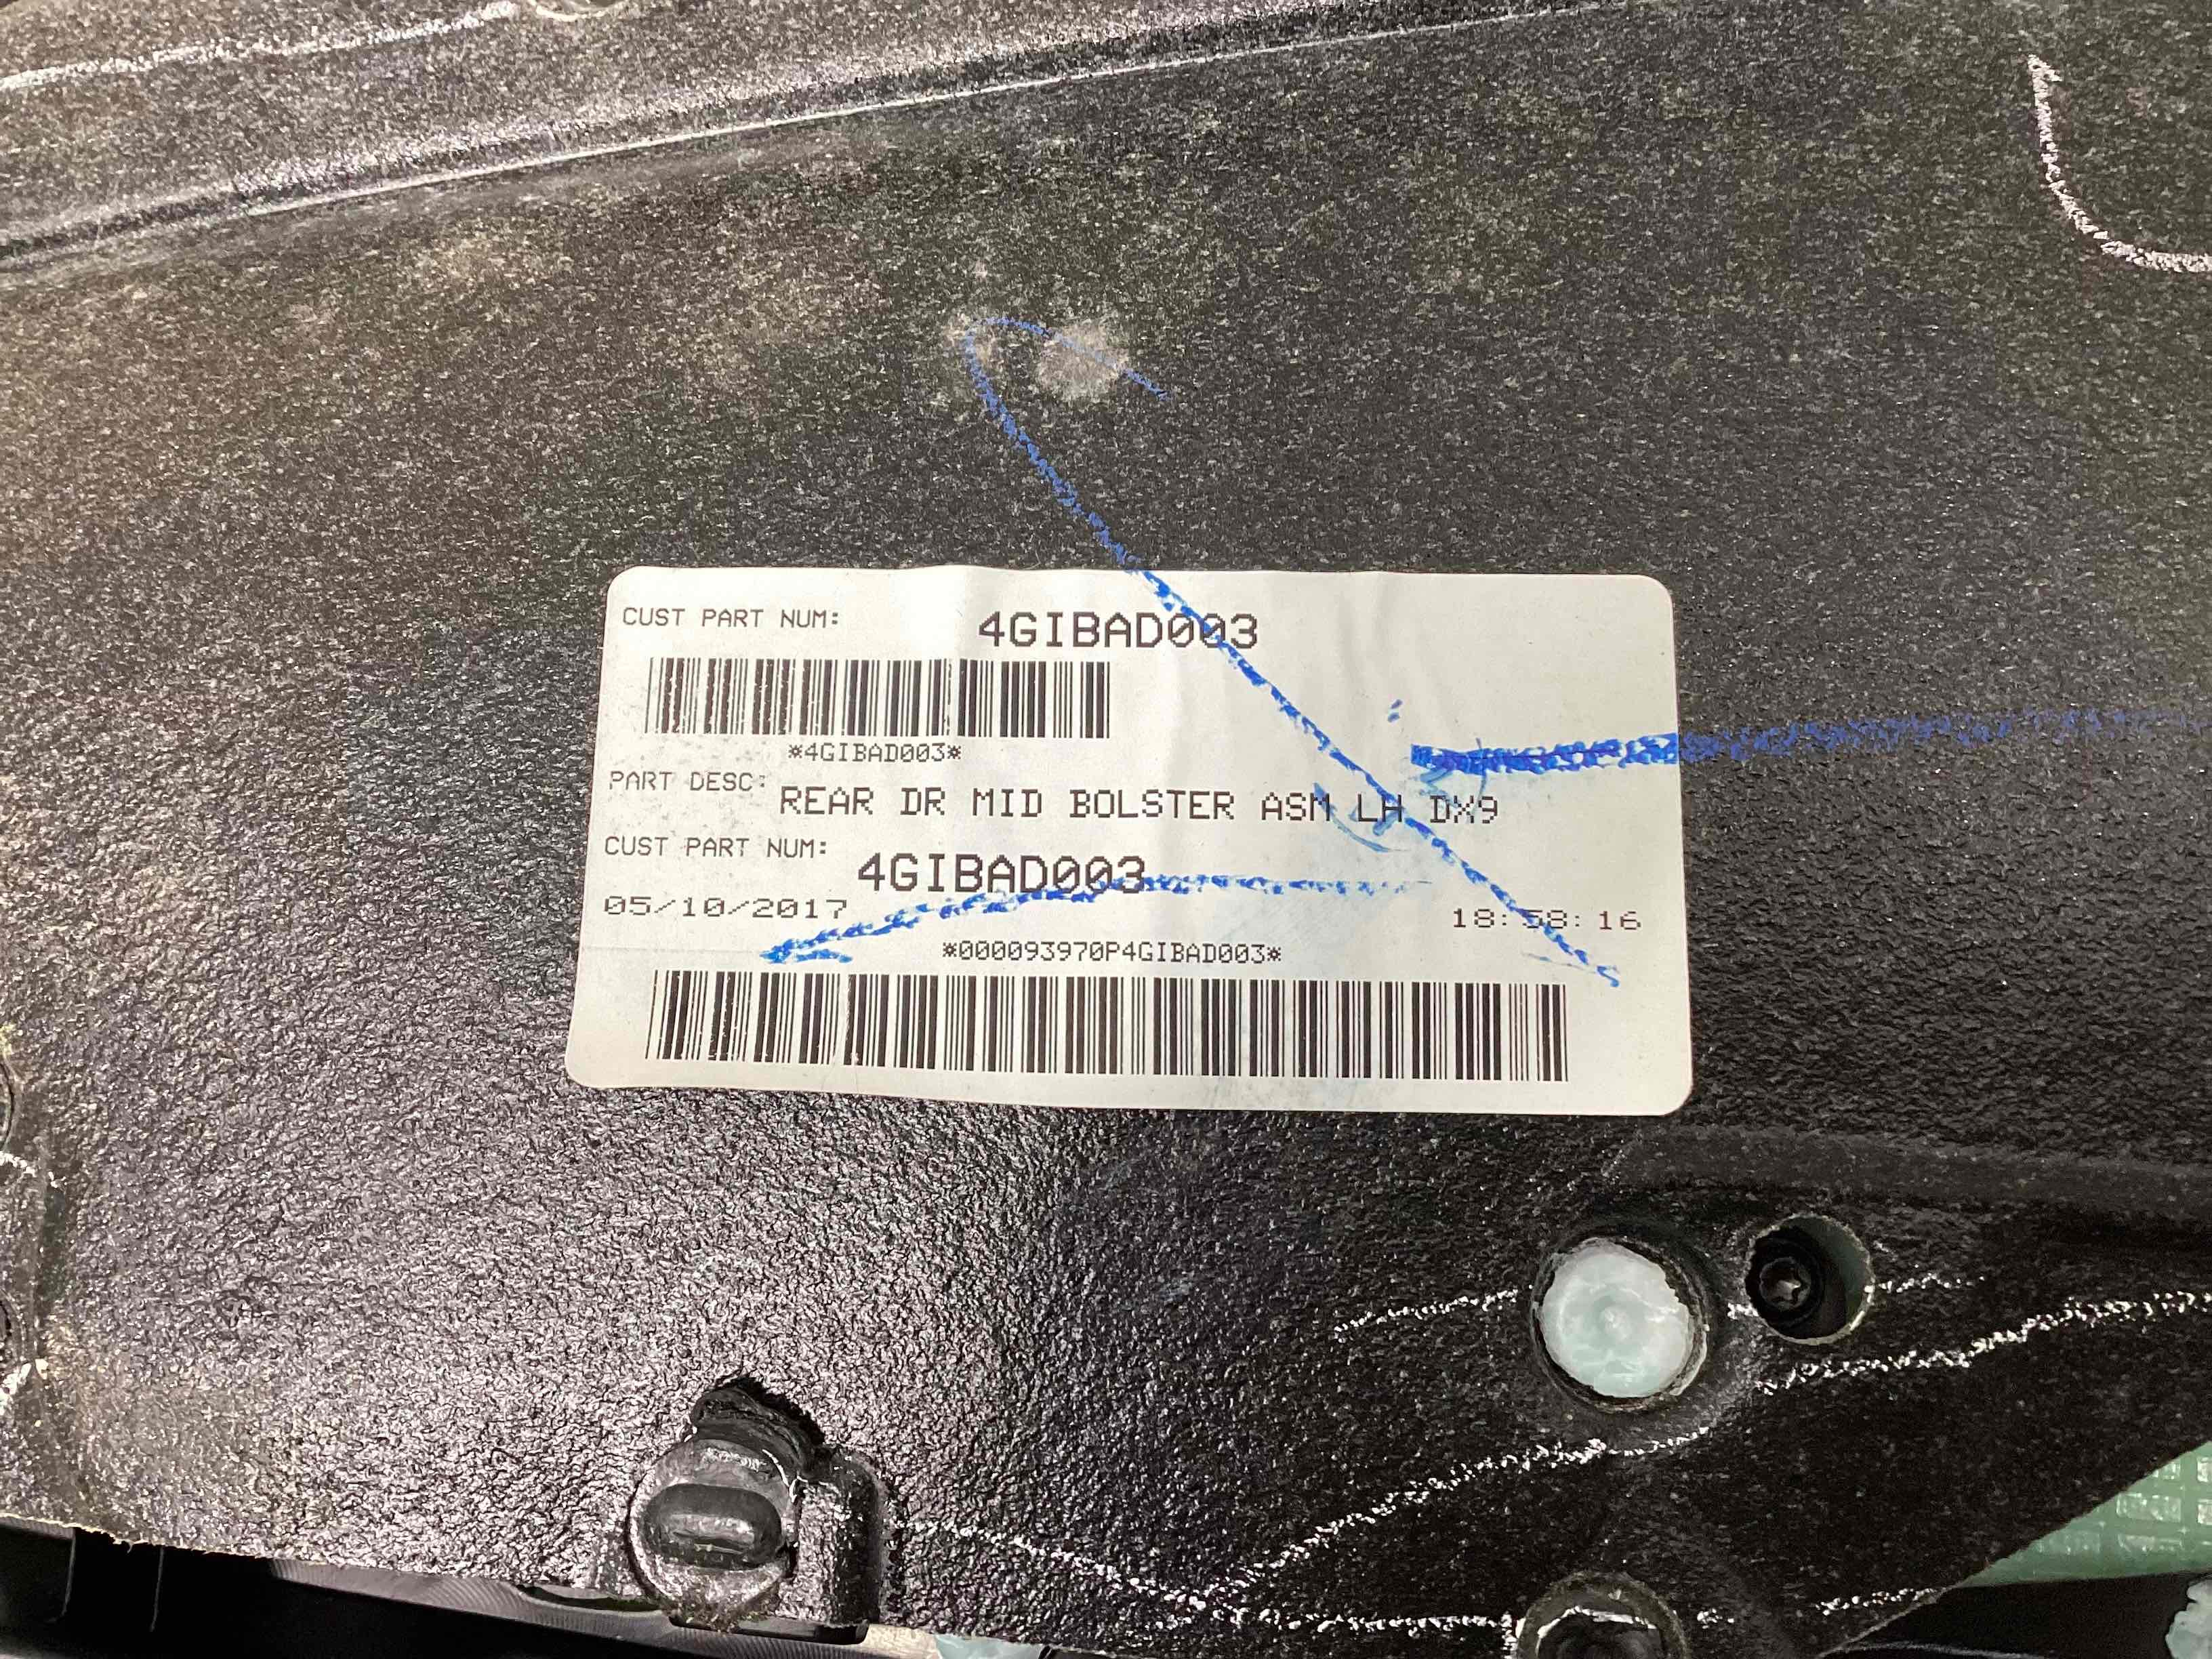 CUST PART NUM: 4GIBAD003
*4GIBAD003*
PART DESC: REAR DR MID BOLSTER ASM LH DX9
CUST PART NUM: 4GIBAD003
05/10/2017 18:58:16
*000093970P4GIBAD003*